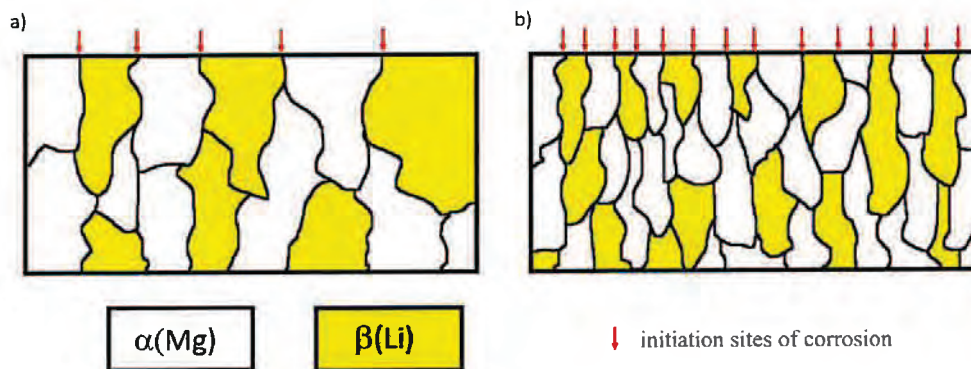 a)
b)
α(Mg)
β(Li)
initiation sites of corrosion